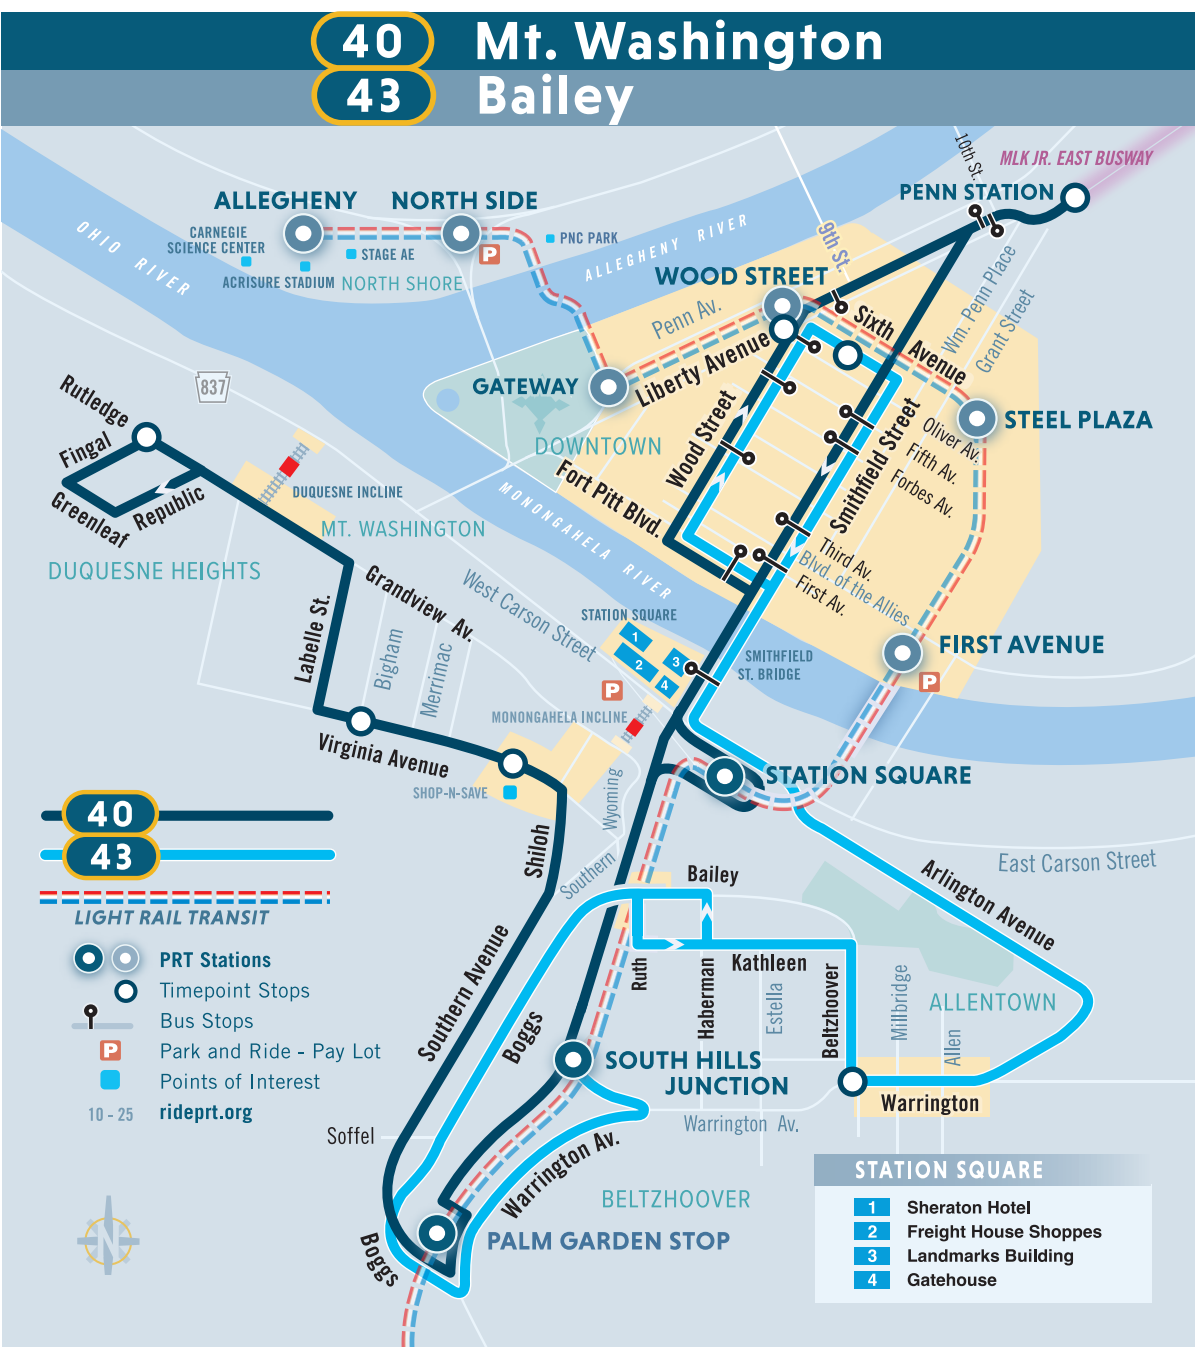 40 Mt. Washington
43 Bailey
10th St.
MLK JR. EAST BUSWAY
PENN STATION
ALLEGHENY
NORTH SIDE
CARNEGIE
SCIENCE CENTER
P
PNC PARK
STAGE AE
ACRISURE STADIUM
NORTH SHORE
OHIO RIVER
ALLEGHENY RIVER
9th St.
WOOD STREET
Penn Av.
Sixth Avenue
Wm. Penn Place
Grant Street
Liberty Avenue
GATEWAY
837
Rutledge
Fingal
Greenleaf
Republic
STEEL PLAZA
Oliver Av.
Fifth Av.
Forbes Av.
Smithfield Street
Wood Street
DOWNTOWN
Fort Pitt Blvd.
DUQUESNE INCLINE
MT. WASHINGTON
MONONGAHELA RIVER
DUQUESNE HEIGHTS
Third Av.
Blvd. of the Allies
First Av.
Grandview Av.
West Carson Street
STATION SQUARE
1
2
3
4
SMITHFIELD
ST. BRIDGE
FIRST AVENUE
P
Labelle St.
Bigham
Merrimac
P
MONONGAHELA INCLINE
Virginia Avenue
SHOP-N-SAVE
Wyoming
STATION SQUARE
40
43
LIGHT RAIL TRANSIT
PRT Stations
Timepoint Stops
Bus Stops
P Park and Ride - Pay Lot
Points of Interest
10 - 25 rideprt.org
Shiloh
Southern
Bailey
East Carson Street
Arlington Avenue
Southern Avenue
Boggs
Ruth
Haberman
Kathleen
Estella
Beltzhoover
Millbridge
Allen
ALLENTOWN
SOUTH HILLS
JUNCTION
Warrington
Warrington Av.
Soffel
Warrington Av.
BELTZHOOVER
PALM GARDEN STOP
Boggs
N
STATION SQUARE
1 Sheraton Hotel
2 Freight House Shoppes
3 Landmarks Building
4 Gatehouse